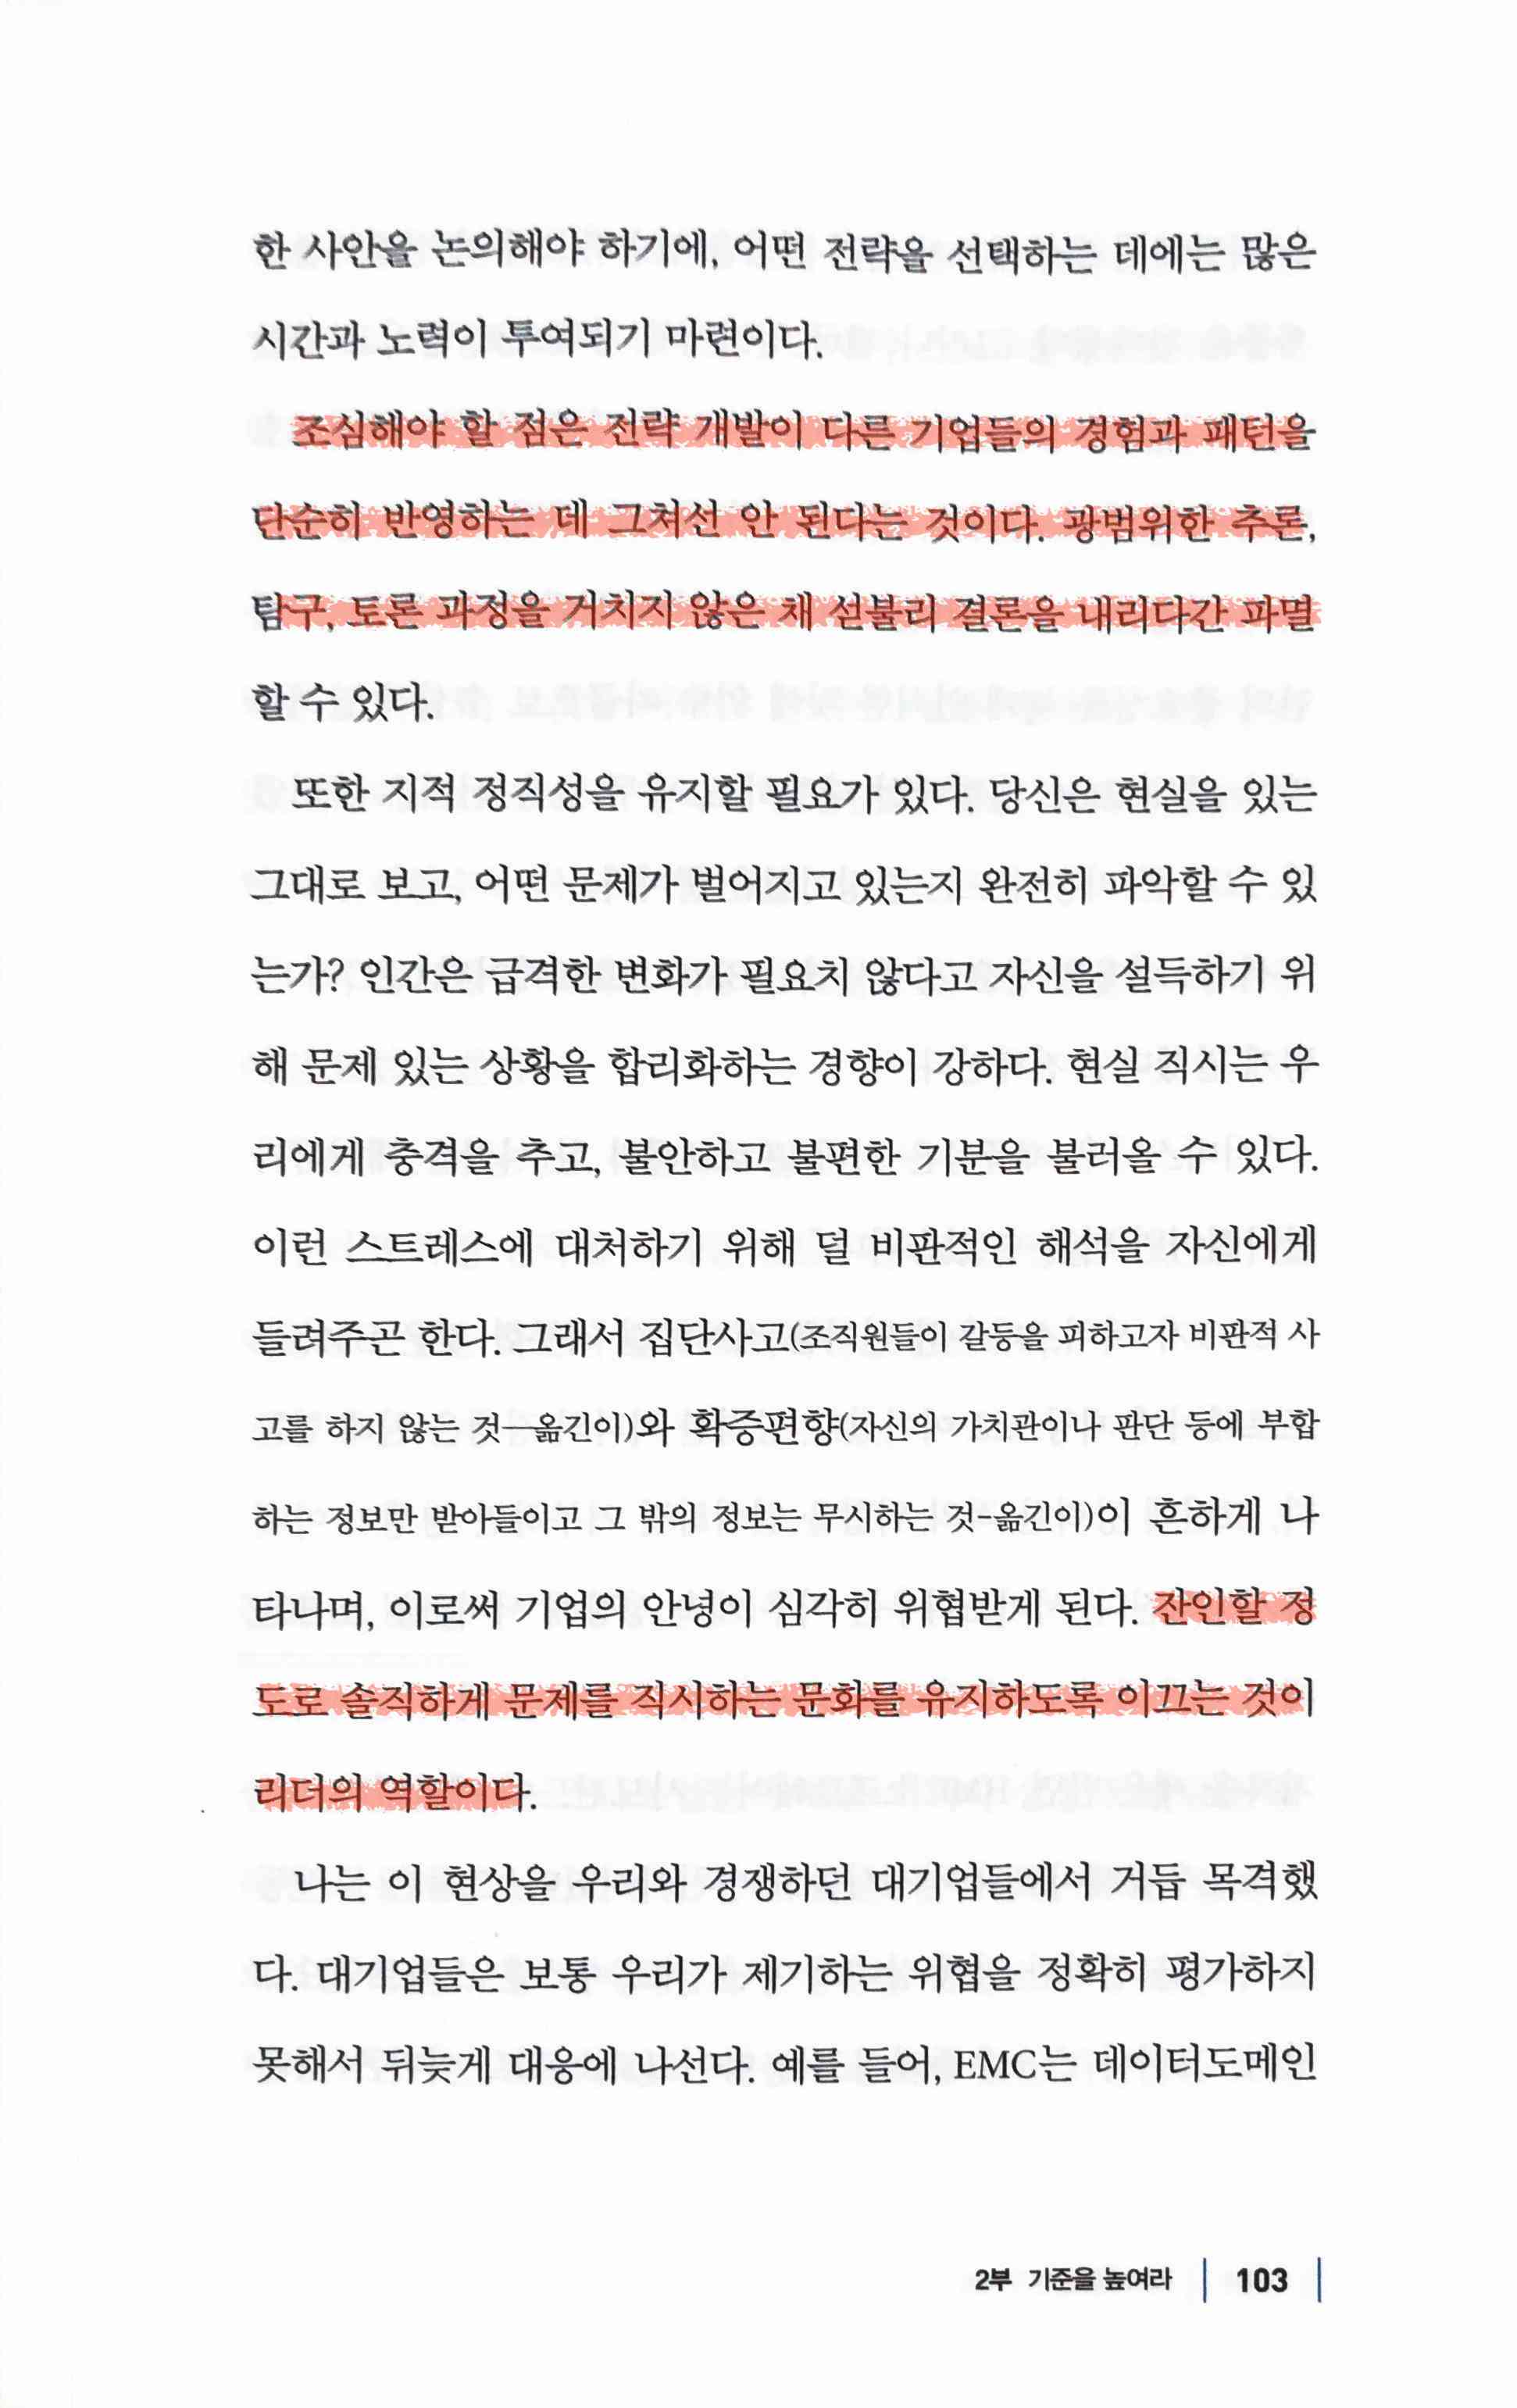 한 사안을 논의해야 하기에, 어떤 전략을 선택하는 데에는 많은
시간과 노력이 투여되기 마련이다.
조심해야 할 점은 전략 개발이 다른 기업들의 경험과 패턴을
단순히 반영하는 데 그쳐선 안 된다는 것이다. 광범위한 추론,
탐구, 토론 과정을 거치지 않은 채 선불리 결론을 내리다간 파멸
할 수 있다.
또한 지적 정직성을 유지할 필요가 있다. 당신은 현실을 있는
그대로 보고, 어떤 문제가 벌어지고 있는지 완전히 파악할 수 있
는가? 인간은 급격한 변화가 필요치 않다고 자신을 설득하기 위
해 문제 있는 상황을 합리화하는 경향이 강하다. 현실 직시는 우
리에게 충격을 추고, 불안하고 불편한 기분을 불러올 수 있다.
이런 스트레스에 대처하기 위해 덜 비판적인 해석을 자신에게
들려주곤 한다. 그래서 집단사고(조직원들이 갈등을 피하고자 비판적 사
고를 하지 않는 것–옮긴이)와 확증편향(자신의 가치관이나 판단 등에 부합
하는 정보만 받아들이고 그 밖의 정보는 무시하는 것-옮긴이)이 흔하게 나
타나며, 이로써 기업의 안녕이 심각히 위협받게 된다. 잔인할 정
도로 솔직하게 문제를 직시하는 문화를 유지하도록 이끄는 것이
리더의 역할이다.
나는 이 현상을 우리와 경쟁하던 대기업들에서 거듭 목격했
다. 대기업들은 보통 우리가 제기하는 위협을 정확히 평가하지
못해서 뒤늦게 대응에 나선다. 예를 들어, EMC는 데이터도메인
2부 기준을 높여라 | 103